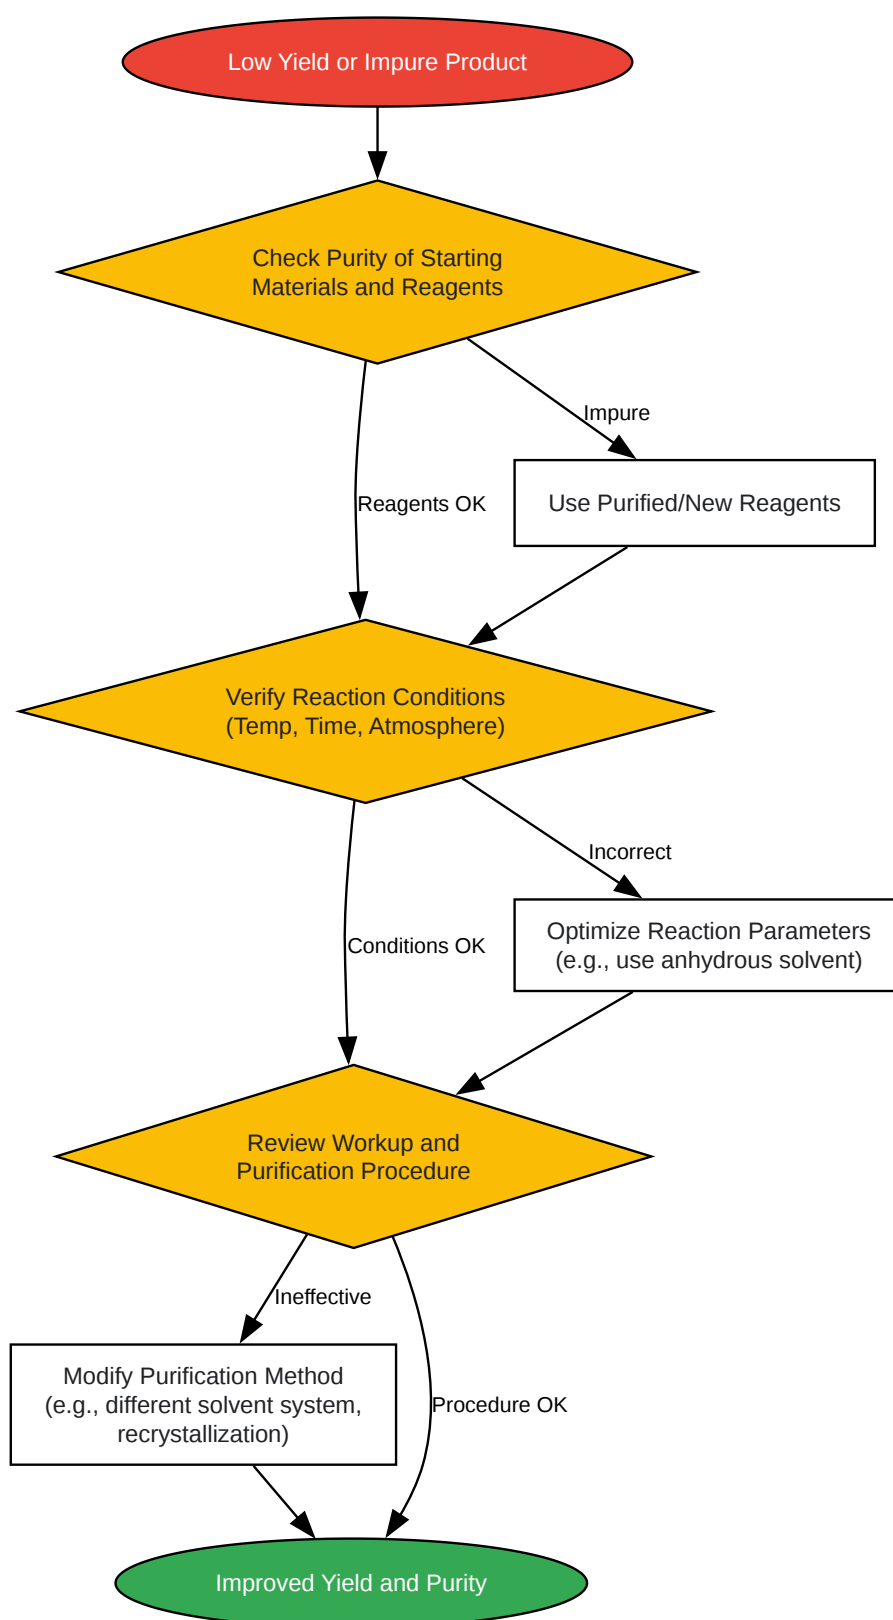 Low Yield or Impure Product
Check Purity of Starting
Materials and Reagents
Impure
Reagents OK
Use Purified/New Reagents
Verify Reaction Conditions
(Temp, Time, Atmosphere)
Incorrect
Conditions OK
Optimize Reaction Parameters
(e.g., use anhydrous solvent)
Review Workup and
Purification Procedure
Ineffective
Modify Purification Method
(e.g., different solvent system,
recrystallization)
Procedure OK
Improved Yield and Purity